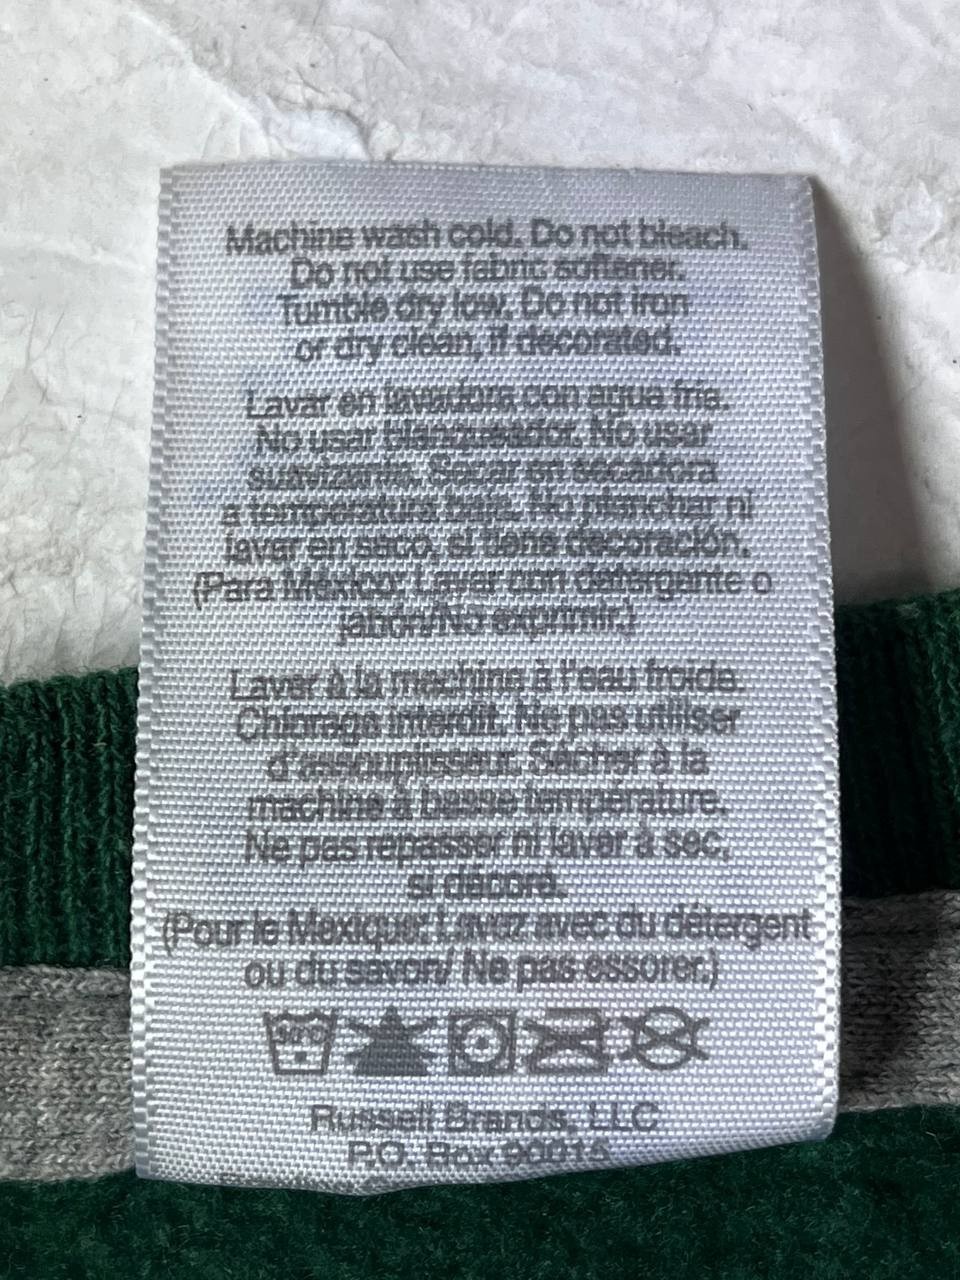 Machine wash cold. Do not bleach.
Do not use fabric softener.
Tumble dry low. Do not iron
or dry clean, if decorated.
Lavar en lavadora con agua fría.
No usar blanqueador. No usar
suavizante. Secar en secadora
a temperatura baja. No planchar ni
lavar en seco, si tiene decoración.
(Para México: Lavar con detergente o
jabón/No exprimir.)
Laver à la machine à l'eau froide.
Chlorage interdit. Ne pas utiliser
d'assouplisseur. Sécher à la
machine à basse température.
Ne pas repasser ni laver à sec,
si décoré.
(Pour le Mexique: Lavez avec du détergent
ou du savon/ Ne pas essorer.)
Russell Brands, LLC
P.O. Box 90015